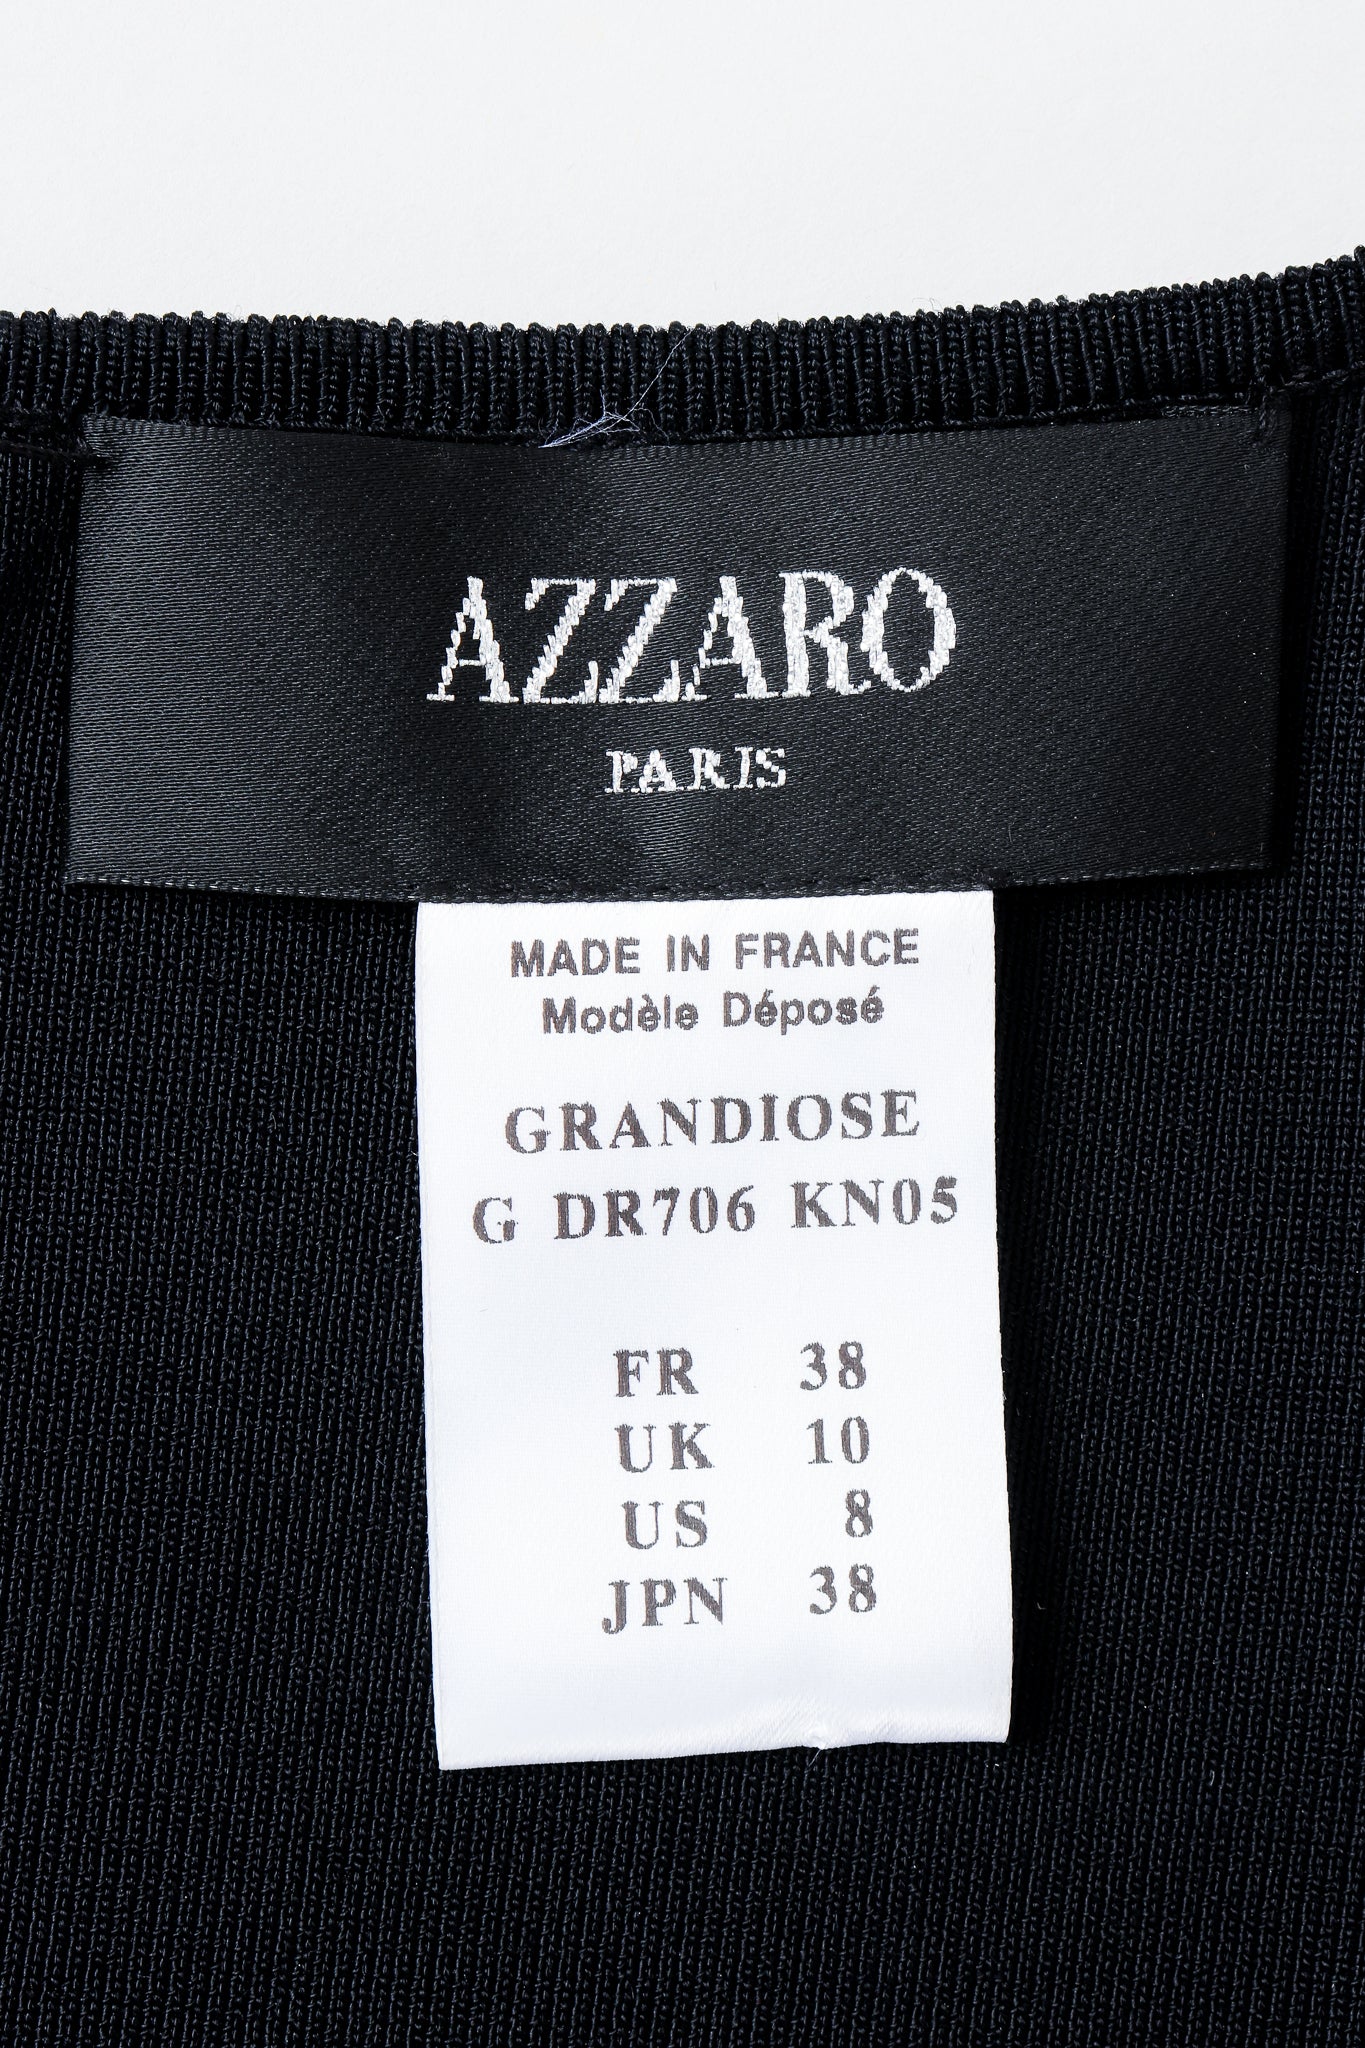 AZZARO
PARIS
MADE IN FRANCE
Modèle Déposé
GRANDIOSE
G DR706 KN05
FR 38
UK 10
US 8
JPN 38